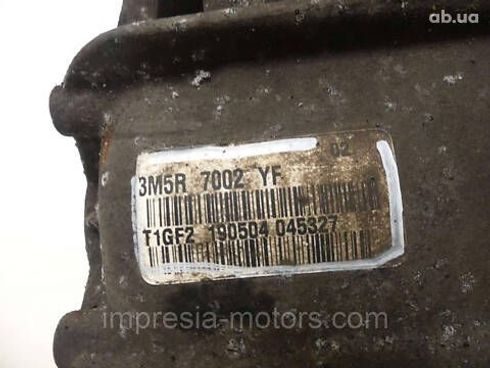 ab.ua
02
3M5R 7002 YF
T1GF2 190504 045327
impresia-motors.com